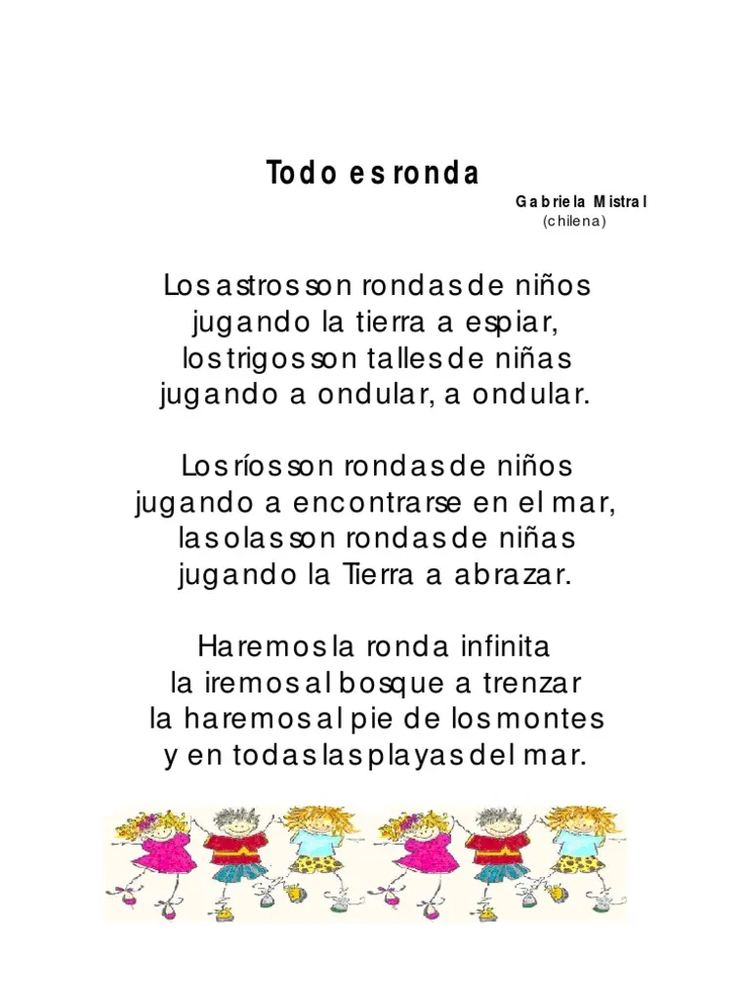 Todo es ronda
Gabriela Mistral
(chilena)
Los astros son rondas de niños
jugando la tierra a espiar,
los trigos son talles de niñas
jugando a ondular, a ondular.
Los ríos son rondas de niños
jugando a encontrarse en el mar,
las olas son rondas de niñas
jugando la Tierra a abrazar.
Haremos la ronda infinita
la iremos al bosque a trenzar
la haremos al pie de los montes
y en todas las playas del mar.